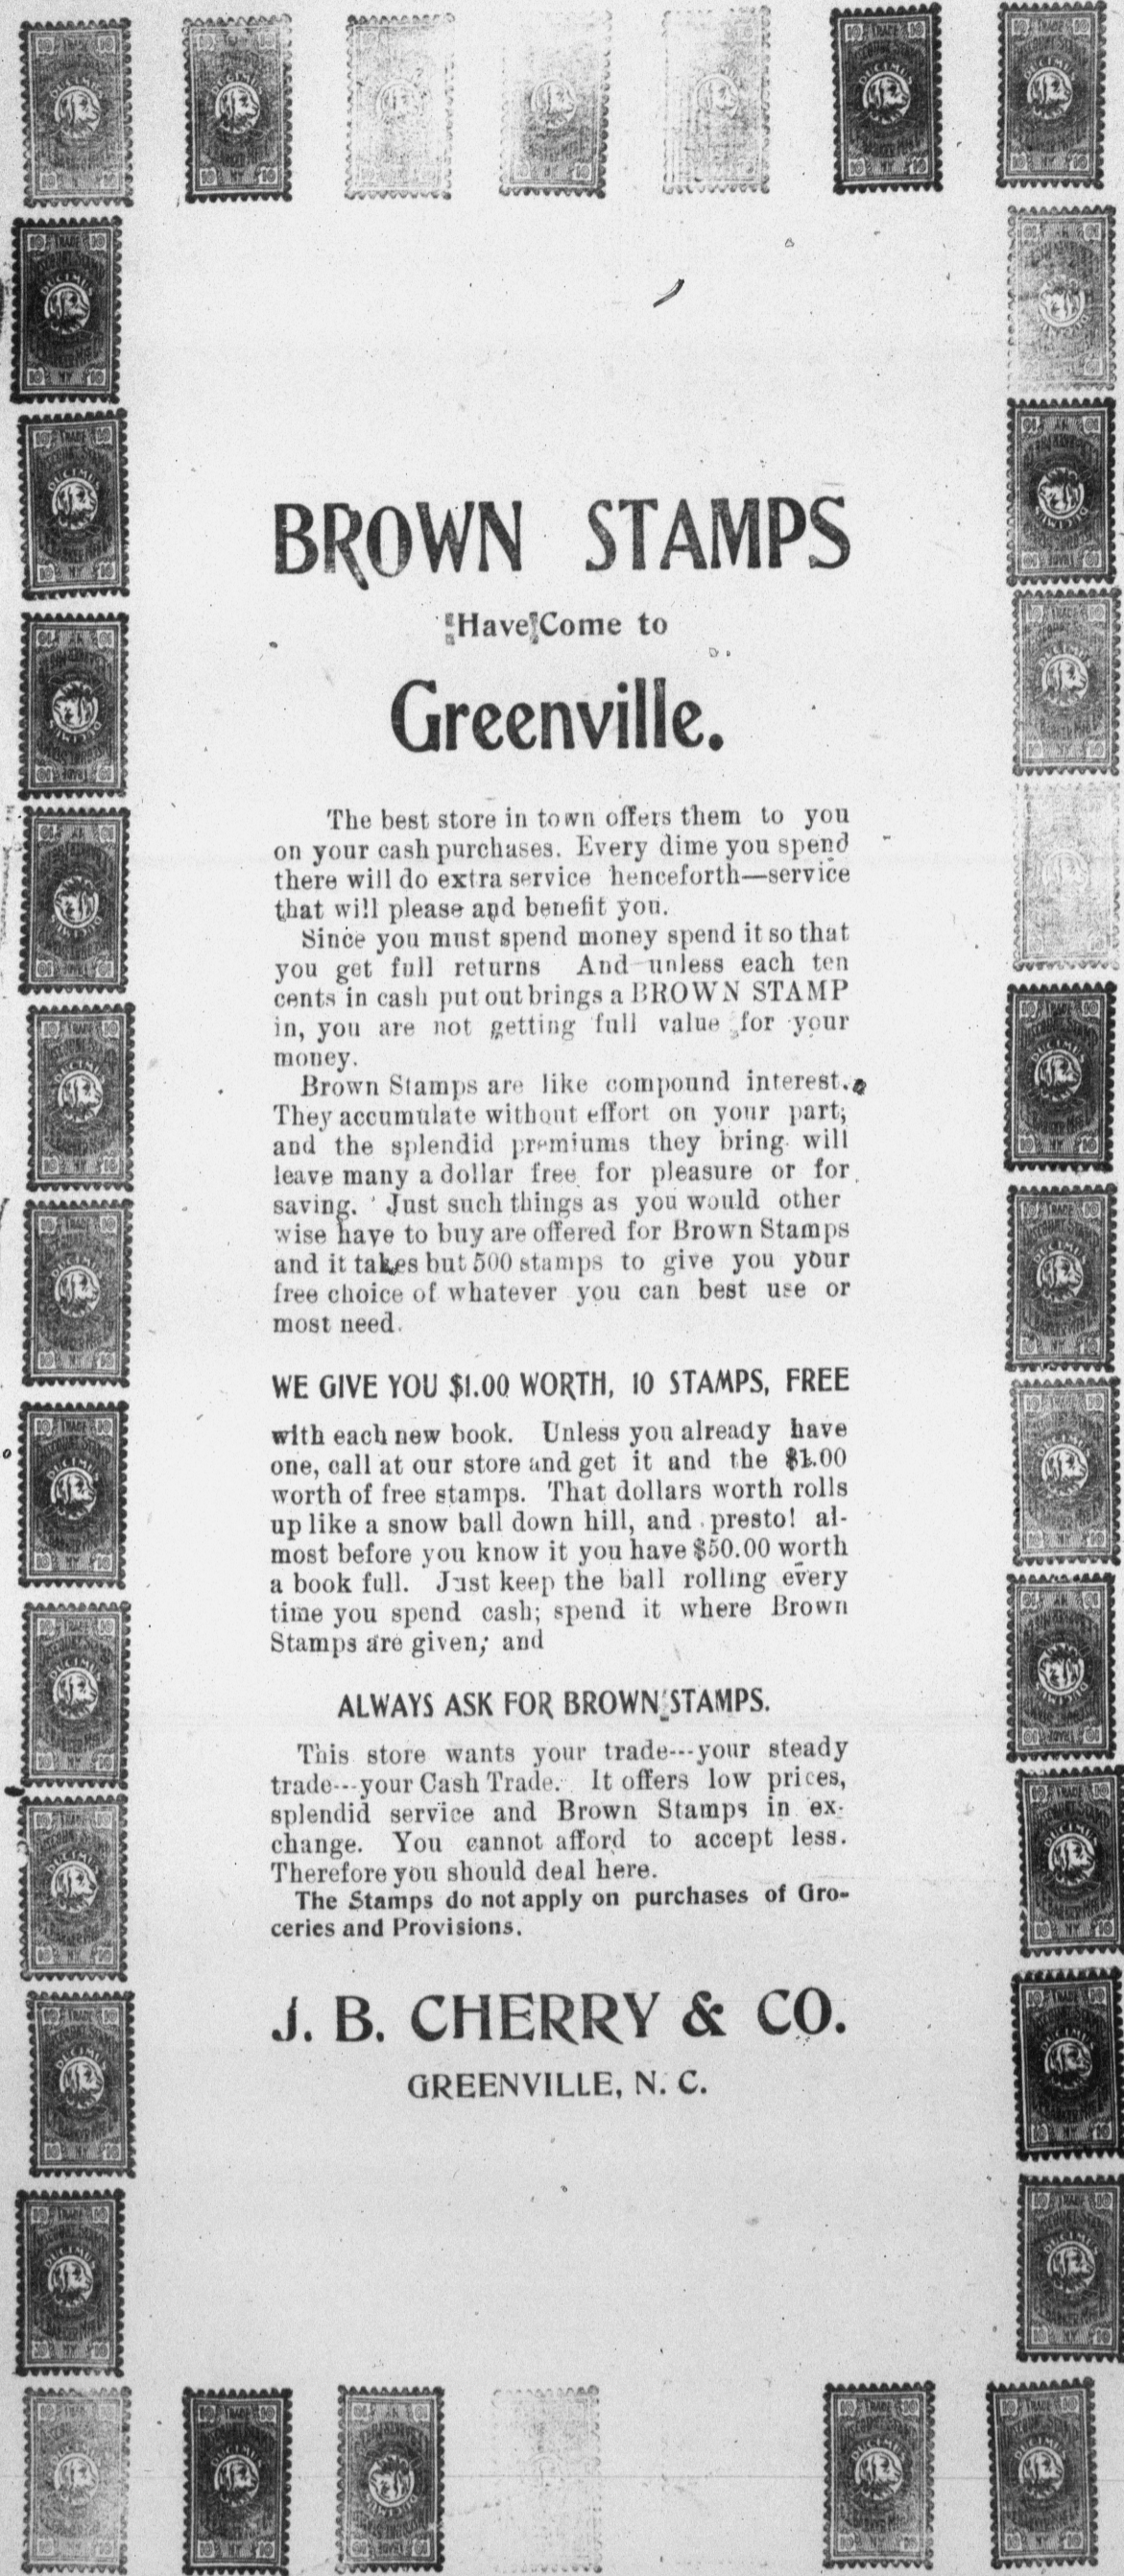 BROWN STAMPS
Have Come to
Greenville.
The best store in town offers them to you
on your cash purchases. Every dime you spend
there will do extra service henceforth—service
that will please and benefit you.
Since you must spend money spend it so that
you get full returns And unless each ten
cents in cash put out brings a BROWN STAMP
in, you are not getting full value for your
money.
Brown Stamps are like compound interest.
They accumulate without effort on your part;
and the splendid premiums they bring will
leave many a dollar free for pleasure or for
saving. Just such things as you would other
wise have to buy are offered for Brown Stamps
and it takes but 500 stamps to give you your
free choice of whatever you can best use or
most need.
WE GIVE YOU $1.00 WORTH, 10 STAMPS, FREE
with each new book. Unless you already have
one, call at our store and get it and the $1.00
worth of free stamps. That dollars worth rolls
up like a snow ball down hill, and presto! al-
most before you know it you have $50.00 worth
a book full. Just keep the ball rolling every
time you spend cash; spend it where Brown
Stamps are given; and
ALWAYS ASK FOR BROWN STAMPS.
This store wants your trade---your steady
trade---your Cash Trade. It offers low prices,
splendid service and Brown Stamps in ex-
change. You cannot afford to accept less.
Therefore you should deal here.
The Stamps do not apply on purchases of Gro-
ceries and Provisions.
J. B. CHERRY & CO.
GREENVILLE, N. C.